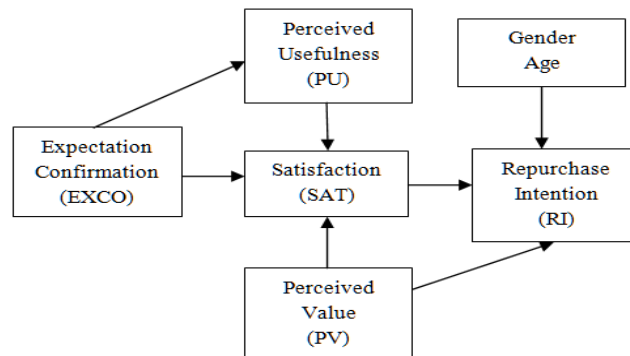 Perceived
Usefulness
(PU)
Gender
Age
Expectation
Confirmation
(EXCO)
Satisfaction
(SAT)
Repurchase
Intention
(RI)
Perceived
Value
(PV)